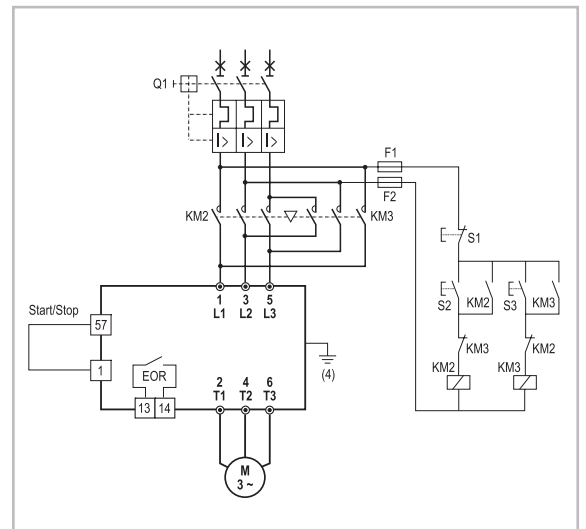 Q1
I> I> I>
F1
F2
KM2 KM3
S1
1 3 5
L1 L2 L3
Start/Stop
57
1
EOR
13 14
(4)
S2 KM2 S3 KM3
KM3 KM2
KM2 KM3
2 4 6
T1 T2 T3
M
3 ~